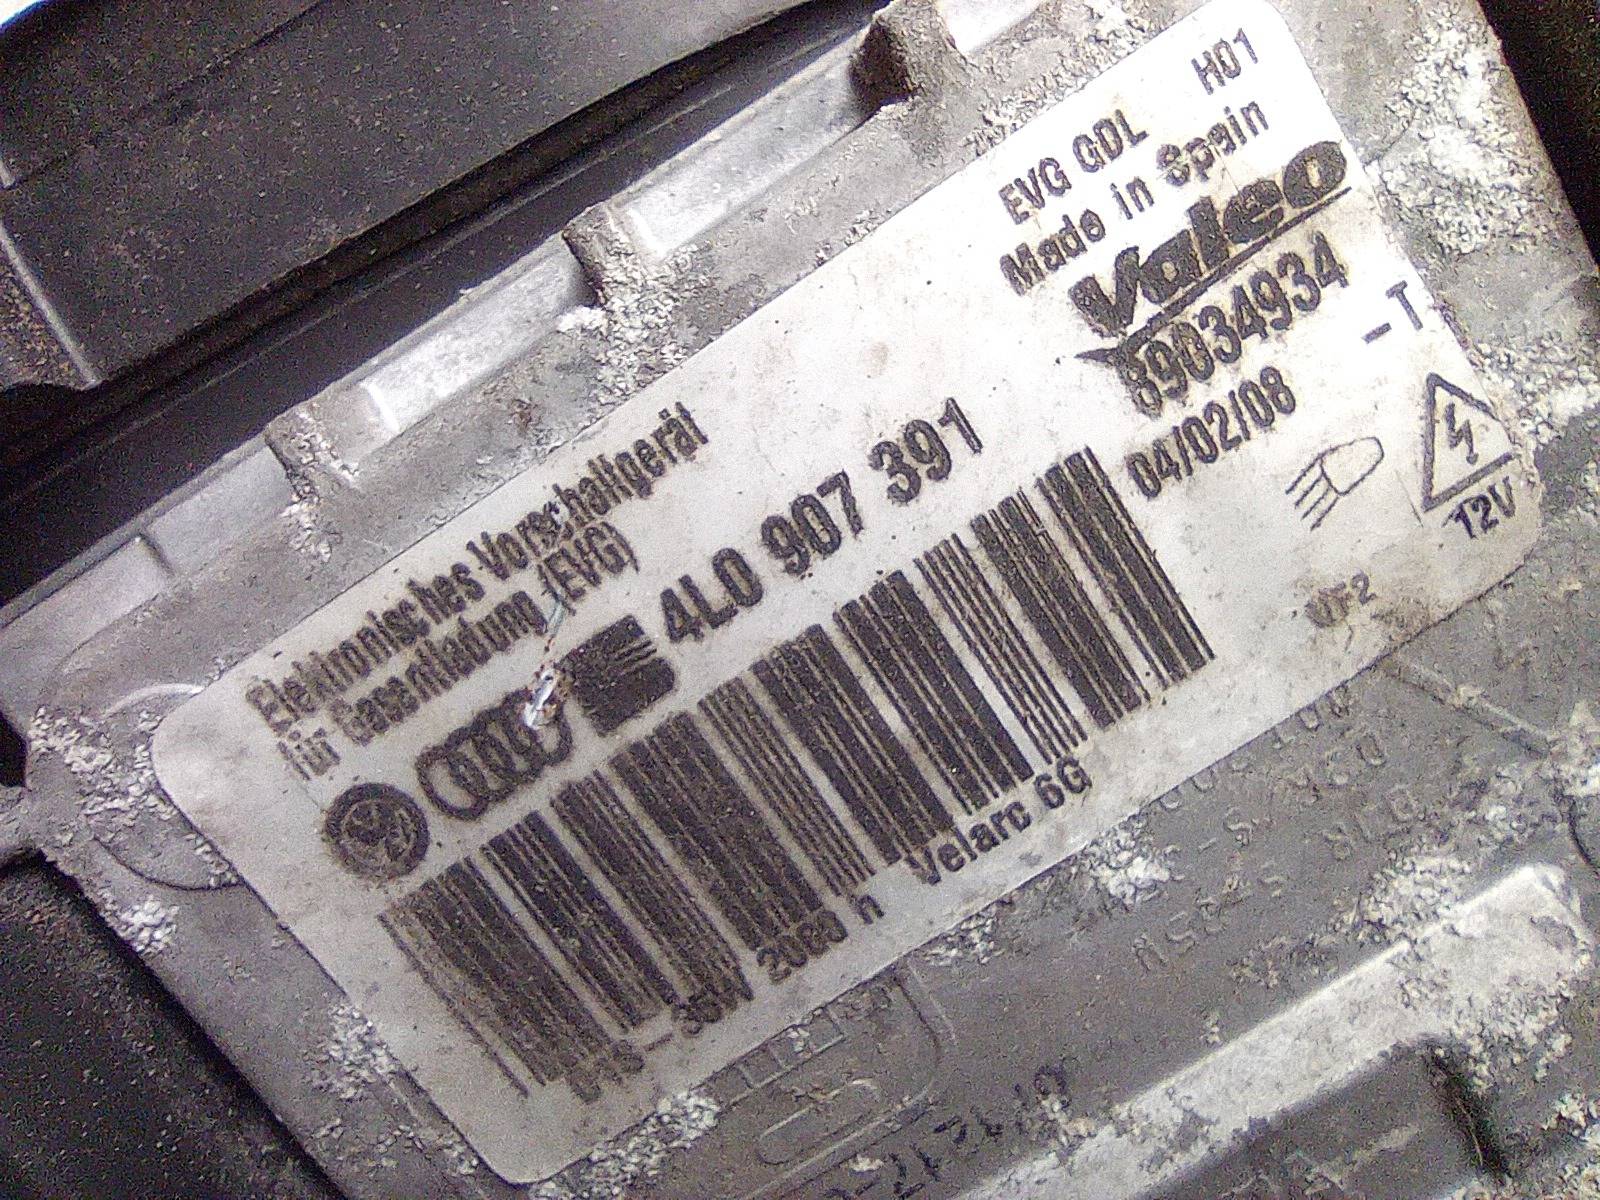 EVG GDL H01
Made in Spain
Valeo
89034934
-T
04/02/08
12V
Elektronisches Vorschaltgerät
für Gasentladung (EVG)
4L0 907 391
35W
Velarc 6G